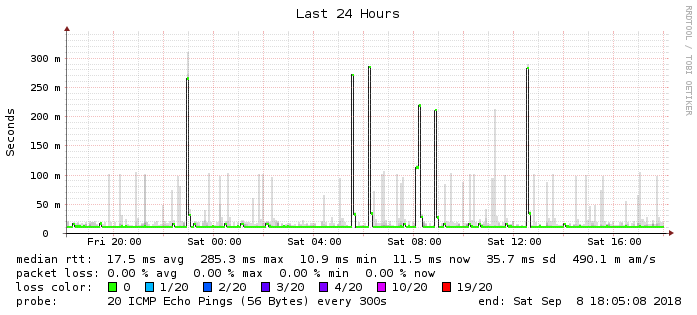 Last 24 Hours
RRDTOOL / TOBI OETIKER
Seconds
300 m
250 m
200 m
150 m
100 m
50 m
0
Fri 20:00 Sat 00:00 Sat 04:00 Sat 08:00 Sat 12:00 Sat 16:00
median rtt: 17.5 ms avg 285.3 ms max 10.9 ms min 11.5 ms now 35.7 ms sd 490.1 m am/s
packet loss: 0.00 % avg 0.00 % max 0.00 % min 0.00 % now
loss color: 0 1/20 2/20 3/20 4/20 10/20 19/20
probe: 20 ICMP Echo Pings (56 Bytes) every 300s end: Sat Sep 8 18:05:08 2018